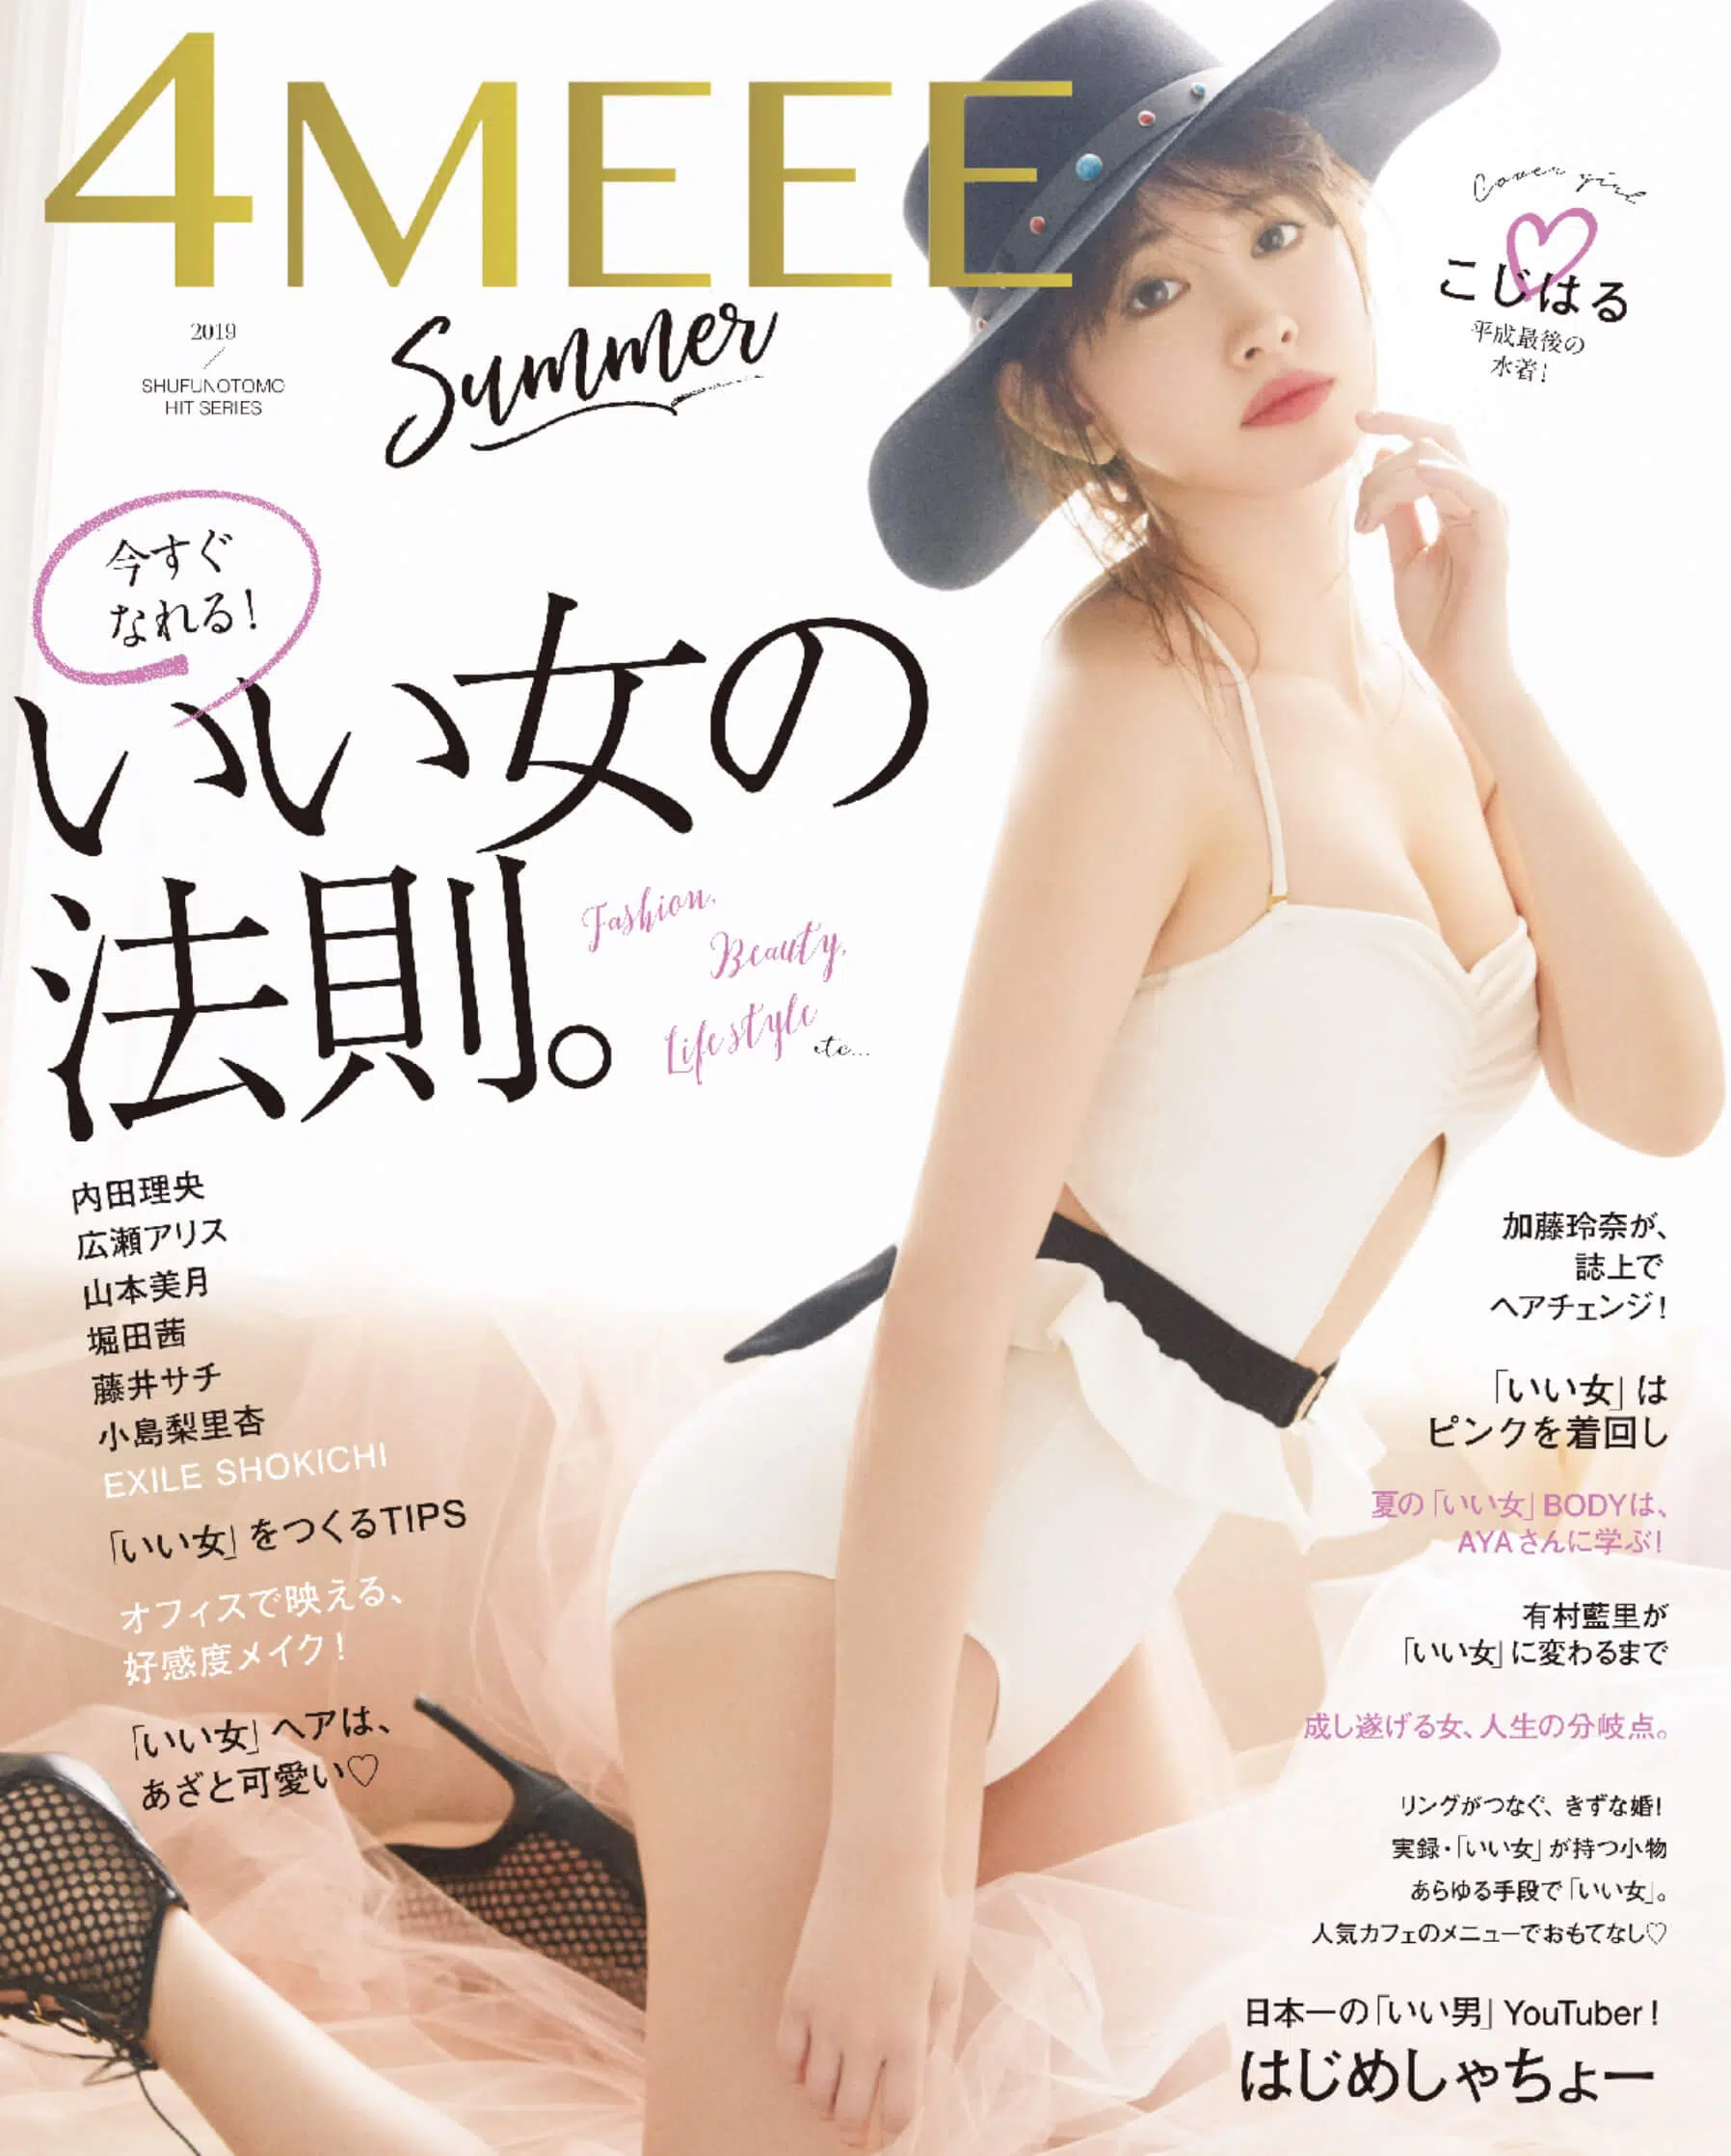 4MEEE
2019
SHUFUNOTOMO
HIT SERIES
Summer
Cover girl
こじはる
平成最後の
水着!
今すぐ
なれる!
いい女の
法則。
Fashion,
Beauty,
Lifestyle
etc...
内田理央
広瀬アリス
山本美月
堀田茜
藤井サチ
小島梨里杏
EXILE SHOKICHI
「いい女」をつくるTIPS
オフィスで映える、
好感度メイク!
「いい女」ヘアは、
あざと可愛い♡
加藤玲奈が、
誌上で
ヘアチェンジ!
「いい女」は
ピンクを着回し
夏の「いい女」BODYは、
AYAさんに学ぶ!
有村藍里が
「いい女」に変わるまで
成し遂げる女、人生の分岐点。
リングがつなぐ、きずな婚!
実録・「いい女」が持つ小物
あらゆる手段で「いい女」。
人気カフェのメニューでおもてなし♡
日本一の「いい男」YouTuber!
はじめしゃちょー